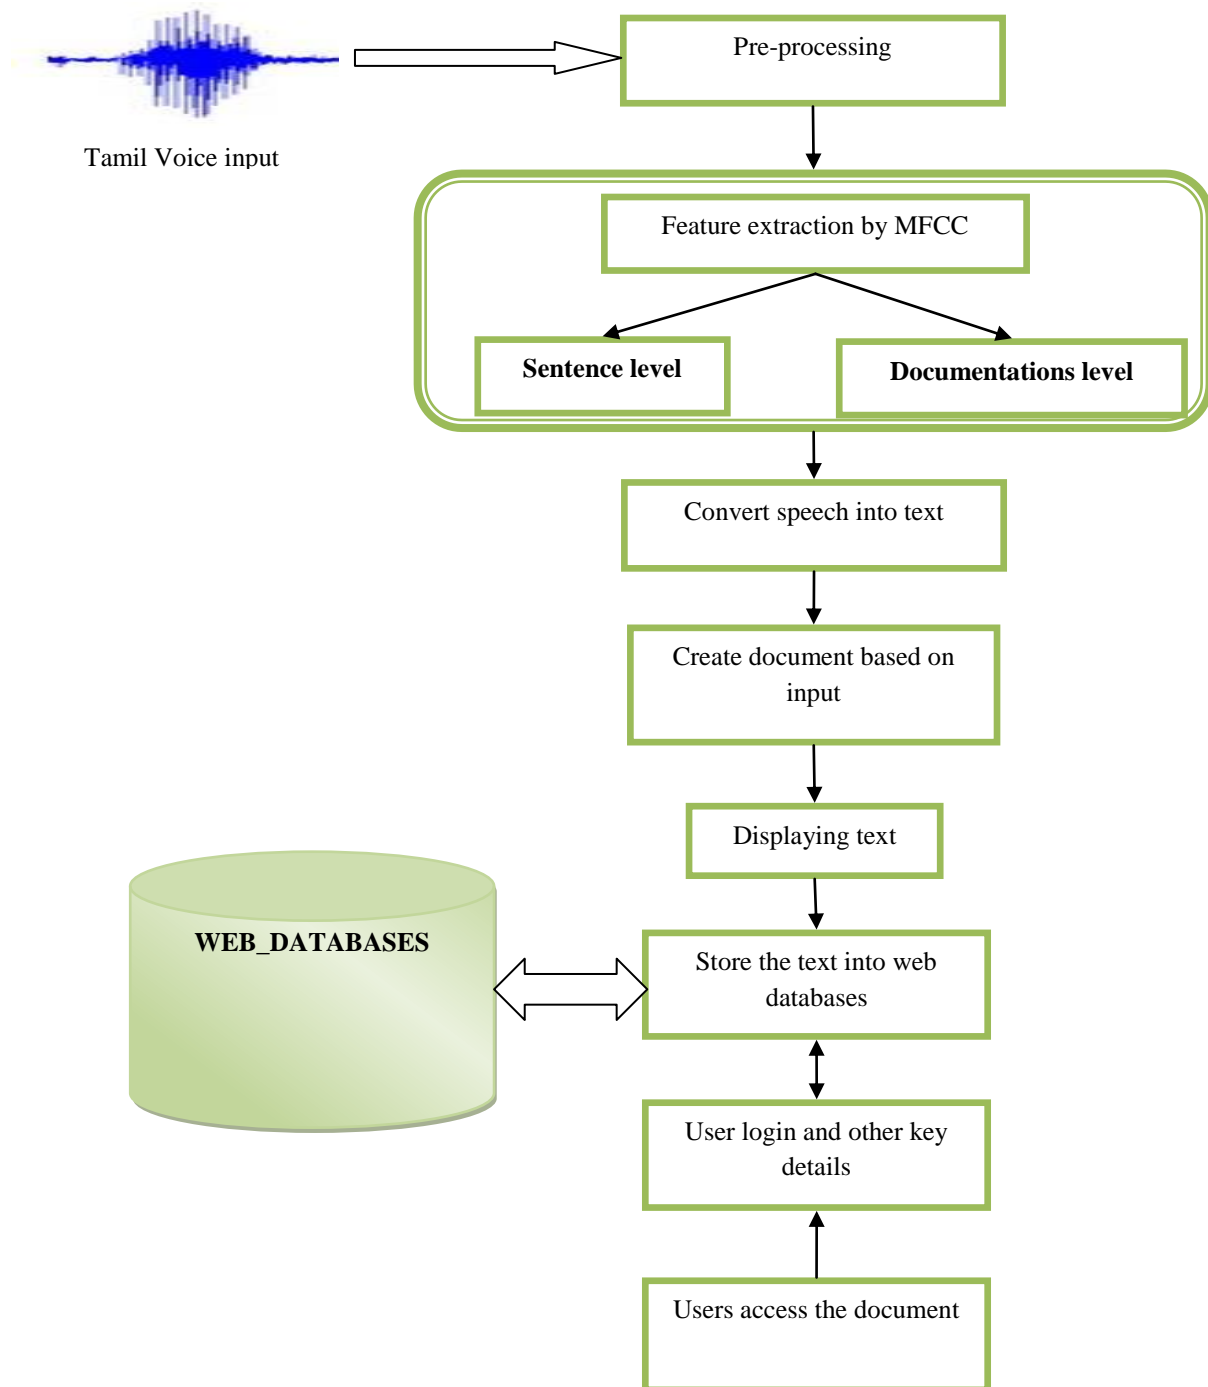 Pre-processing
Tamil Voice input
Feature extraction by MFCC
Sentence level
Documentations level
Convert speech into text
Create document based on
input
Displaying text
WEB_DATABASES
Store the text into web
databases
User login and other key
details
Users access the document